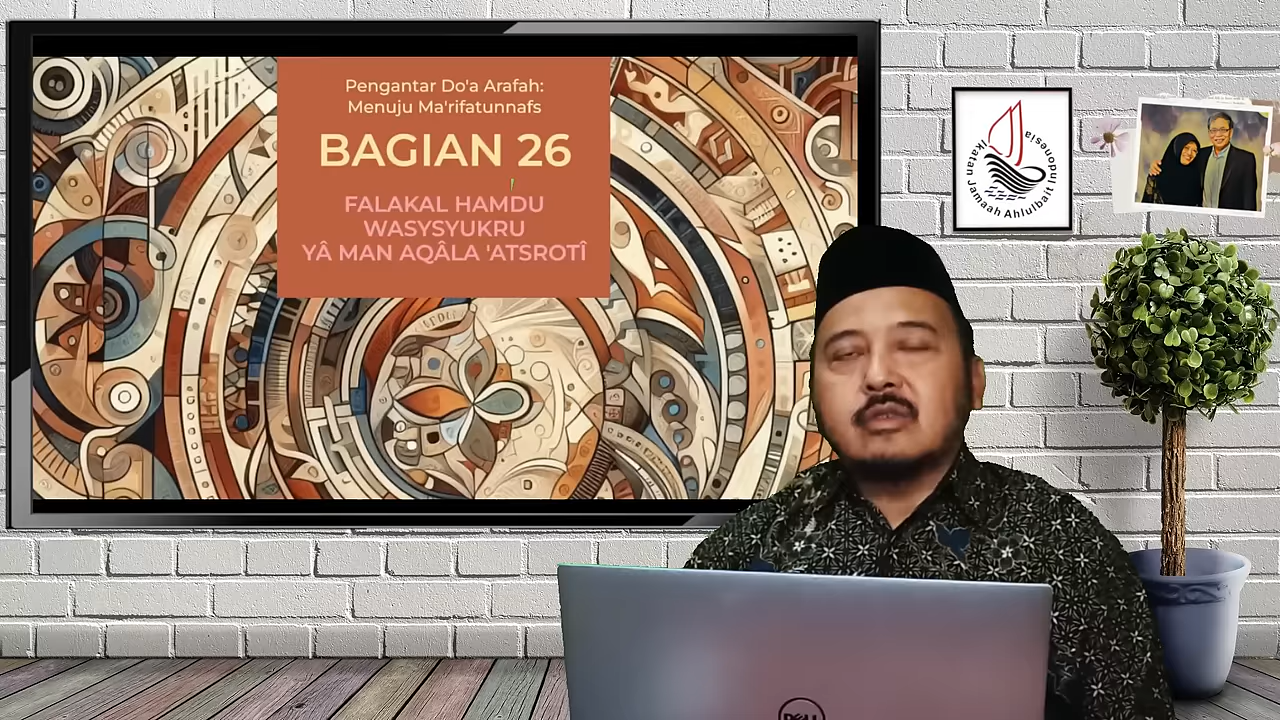 Pengantar Do'a Arafah:
Menuju Ma'rifatunnafs
BAGIAN 26
FALAKAL HAMDU
WASYSYUKRU
YÂ MAN AQÂLA 'ATSROTÎ
Ikatan Jamaah Ahlulbait Indonesia
DELL